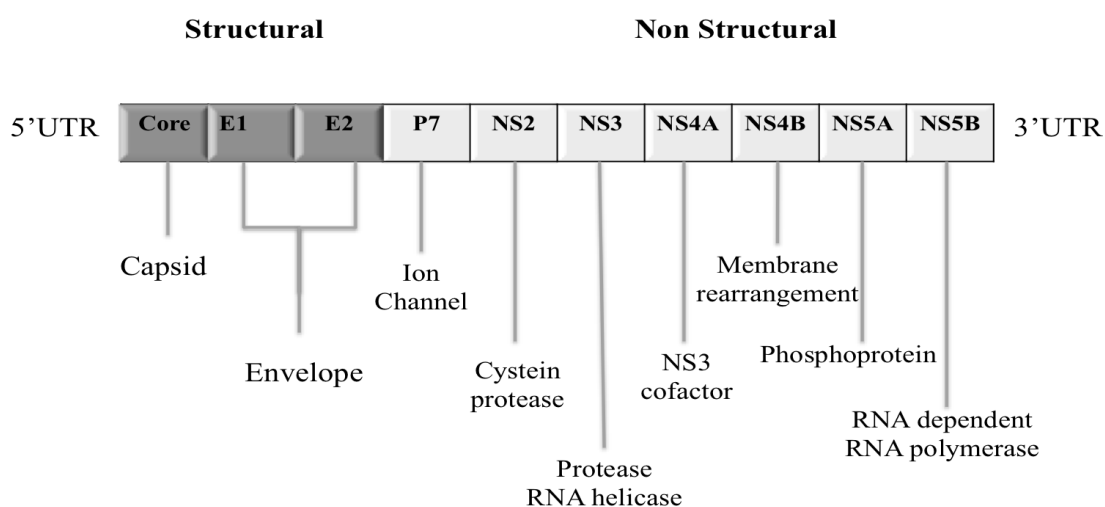 Structural
Non Structural
5’UTR
Core
E1
E2
P7
NS2
NS3
NS4A
NS4B
NS5A
NS5B
3’UTR
Capsid
Envelope
Ion
Channel
Cystein
protease
Protease
RNA helicase
NS3
cofactor
Membrane
rearrangement
Phosphoprotein
RNA dependent
RNA polymerase